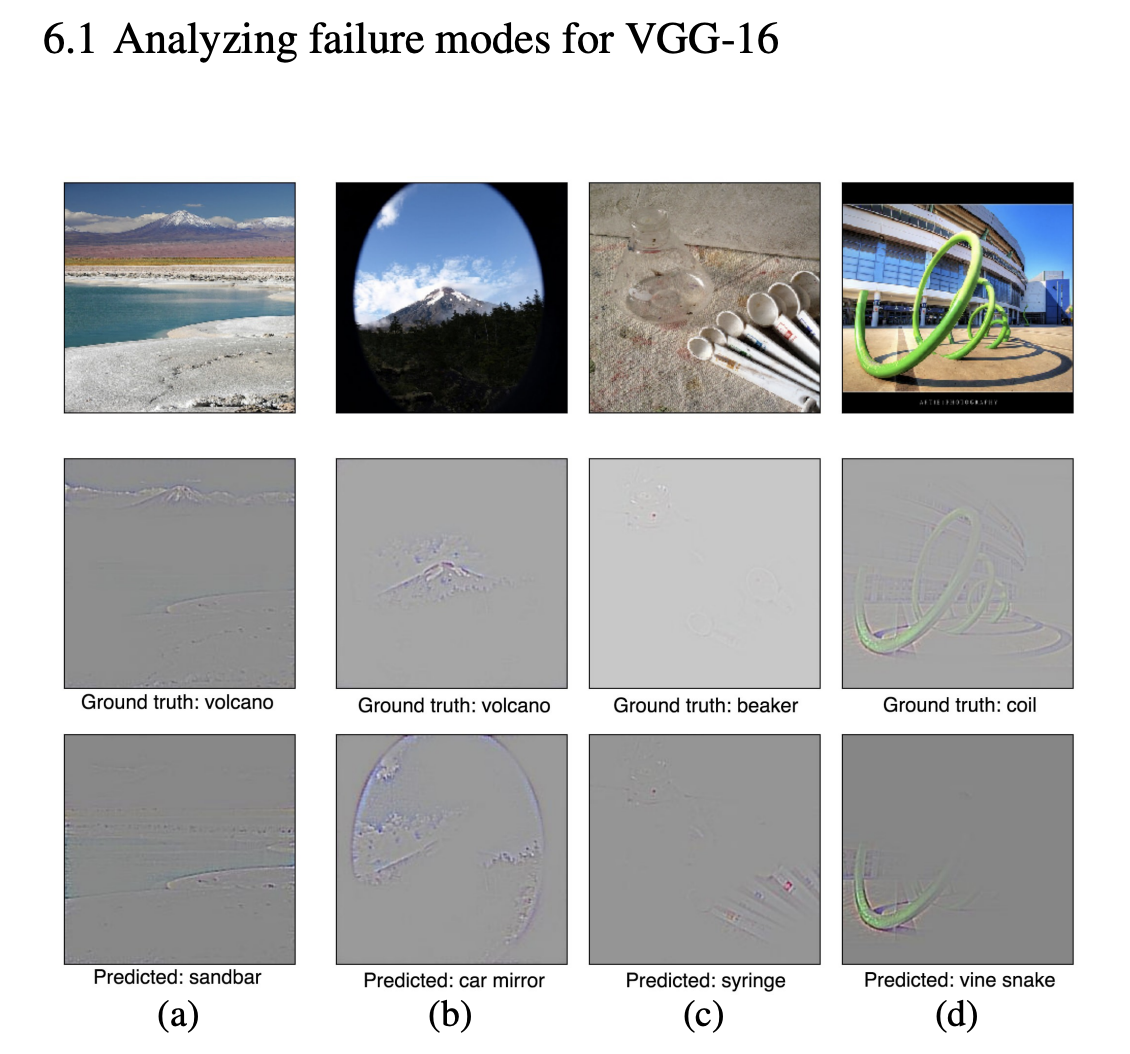 6.1 Analyzing failure modes for VGG-16
Ground truth: volcano
Ground truth: volcano
Ground truth: beaker
Ground truth: coil
Predicted: sandbar
Predicted: car mirror
Predicted: syringe
Predicted: vine snake
(a)
(b)
(c)
(d)